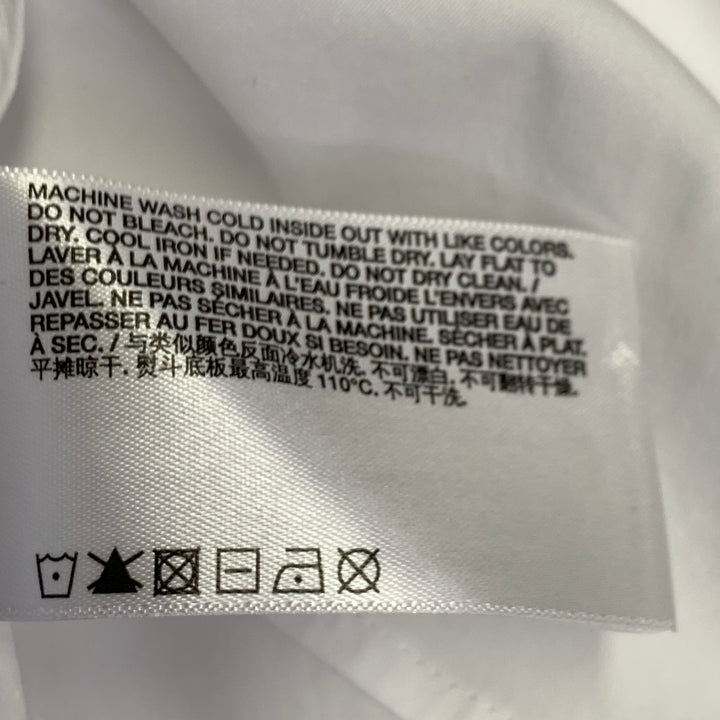 MACHINE WASH COLD INSIDE OUT WITH LIKE COLORS.
DO NOT BLEACH. DO NOT TUMBLE DRY. LAY FLAT TO
DRY. COOL IRON IF NEEDED. DO NOT DRY CLEAN. /
LAVER À LA MACHINE À L'EAU FROIDE L'ENVERS AVEC
DES COULEURS SIMILAIRES. NE PAS UTILISER EAU DE
JAVEL. NE PAS SÉCHER À LA MACHINE. SÉCHER À PLAT.
REPASSER AU FER DOUX SI BESOIN. NE PAS NETTOYER
À SEC. / 与类似颜色反面冷水机洗. 不可漂白. 不可翻转干燥.
平摊晾干. 熨斗底板最高温度 110°C. 不可干洗.